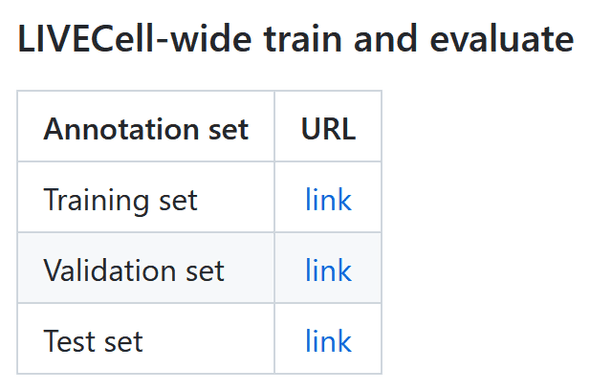 LIVECell-wide train and evaluate
Annotation set URL
Training set link
Validation set link
Test set link